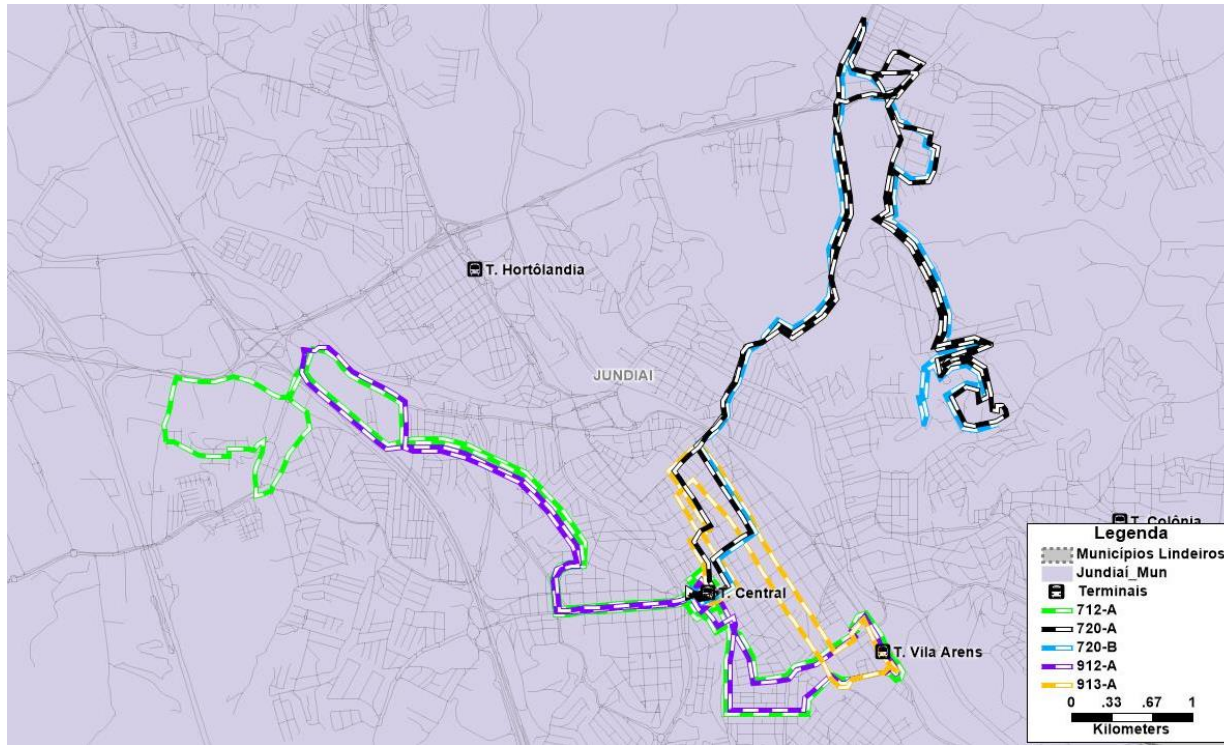 T. Hortôlandia
JUNDIAI
T. Colônia
T. Central
T. Vila Arens
Legenda
Municípios Lindeiros
Jundiaí_Mun
Terminais
712-A
720-A
720-B
912-A
913-A
0 .33 .67 1
Kilometers